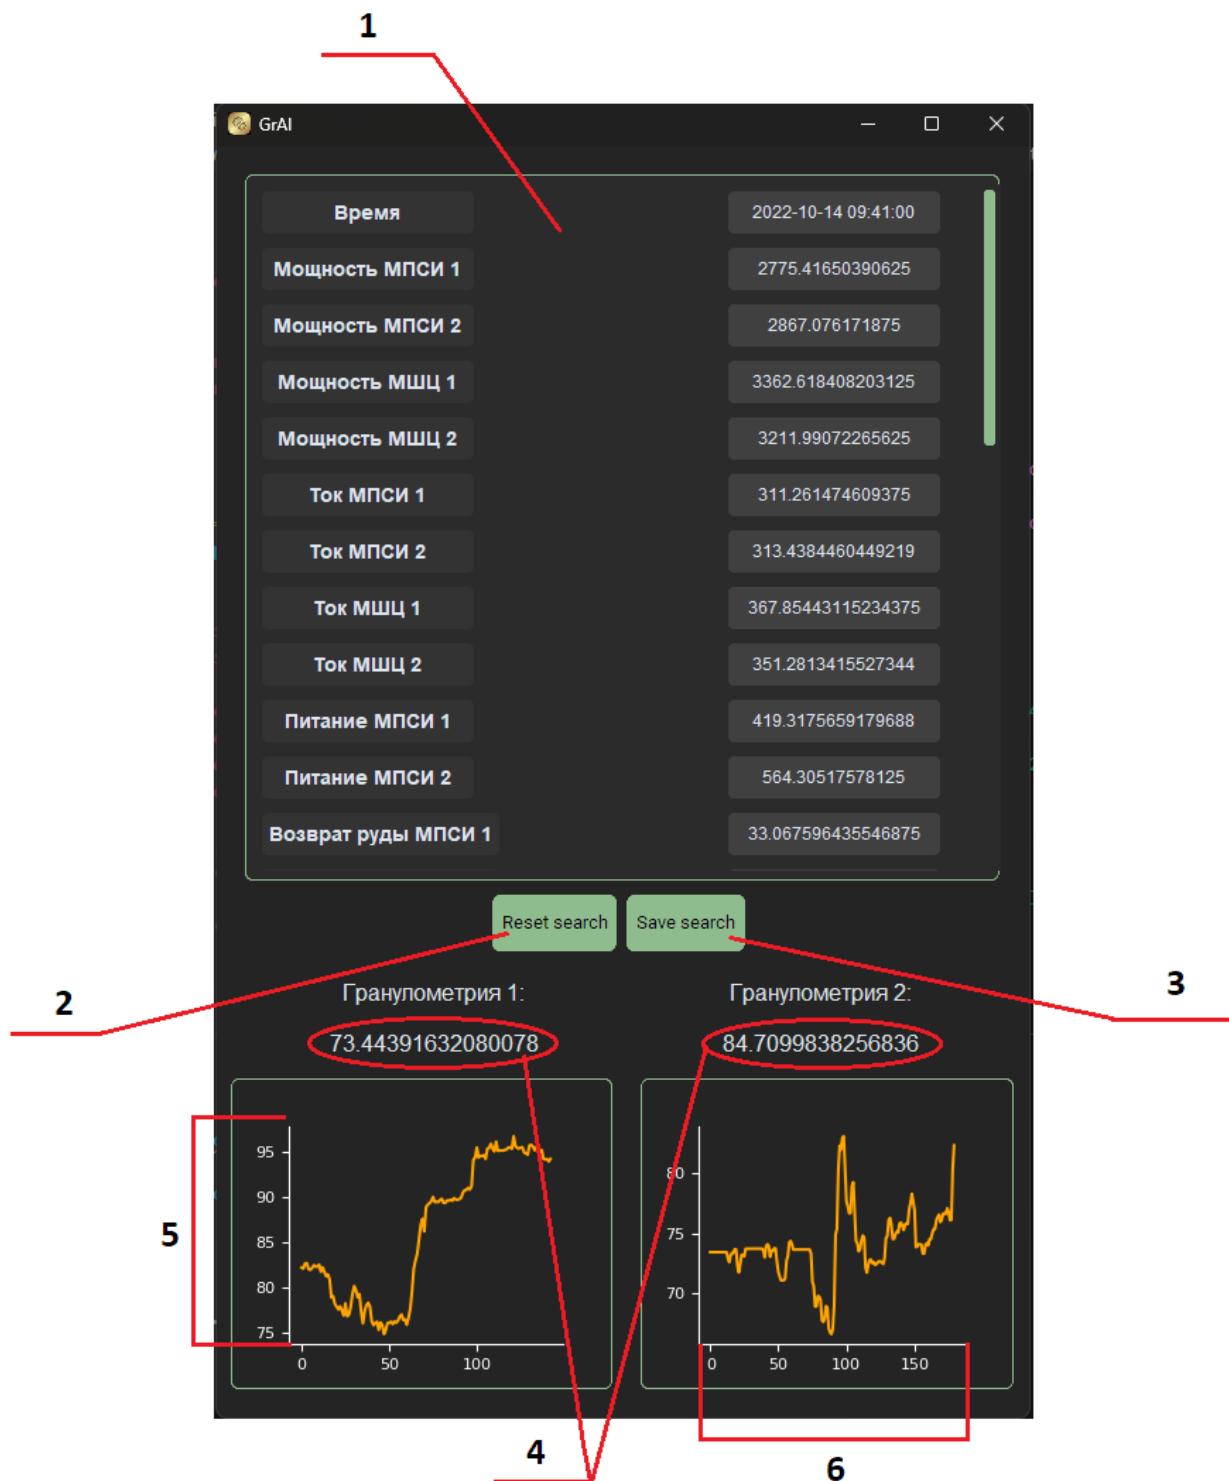 1
GrAI
Время 2022-10-14 09:41:00
Мощность МПСИ 1 2775.41650390625
Мощность МПСИ 2 2867.076171875
Мощность МШЦ 1 3362.618408203125
Мощность МШЦ 2 3211.99072265625
Ток МПСИ 1 311.261474609375
Ток МПСИ 2 313.4384460449219
Ток МШЦ 1 367.85443115234375
Ток МШЦ 2 351.2813415527344
Питание МПСИ 1 419.3175659179688
Питание МПСИ 2 564.30517578125
Возврат руды МПСИ 1 33.067596435546875
Reset search Save search
2
3
Гранулометрия 1: Гранулометрия 2:
73.44391632080078 84.7099838256836
95
90
85
80
75
0 50 100
5
80
75
70
0 50 100 150
4
6